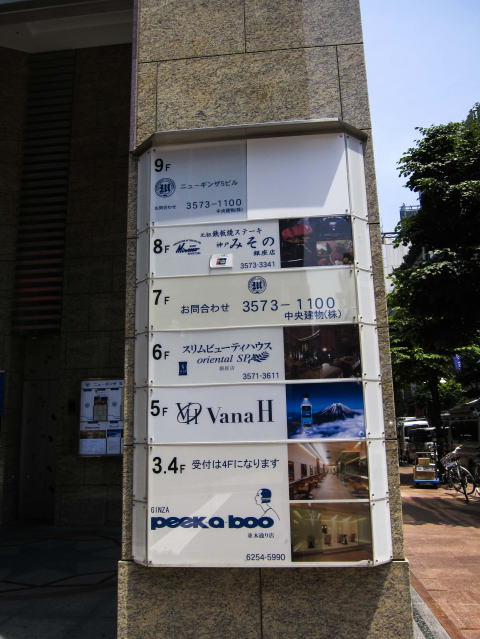 9F
ニューギンザ5ビル
お問合わせ 3573-1100
中央建物㈱
8F
元祖鉄板焼ステーキ
神戸みその
銀座店
3573-3341
7F
お問合わせ 3573-1100
中央建物(株)
6F
スリムビューティハウス
oriental SPA
銀座店
3571-3611
5F
VH Vana H
3.4F 受付は4Fになります
GINZA
peek a boo
並木通り店
6254-5990